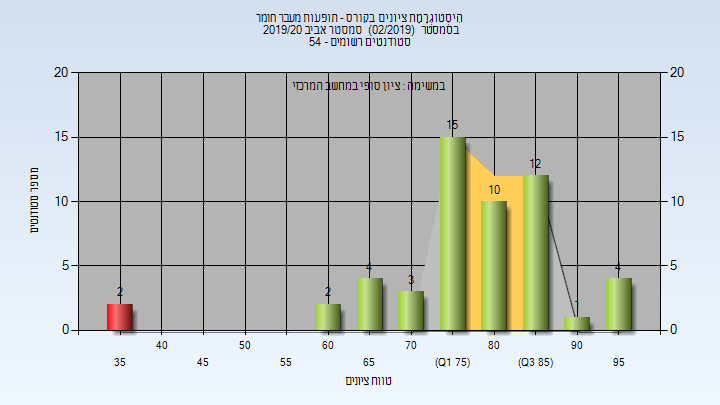 היסטוגרמת ציונים בקורס - תופעות מעבר חומר
בסמסטר (02/2019) סמסטר אביב 2019/20
סטודנטים רשומים - 54
במשימה : ציון סופי במחשב המרכזי
מספר סטודנטים
20 20
15 15
10 10
5 5
0 0
2 2 4 3 15 10 12 1 4
40 50 60 70 80 90
35 45 55 65 (Q1 75) (Q3 85) 95
טווח ציונים